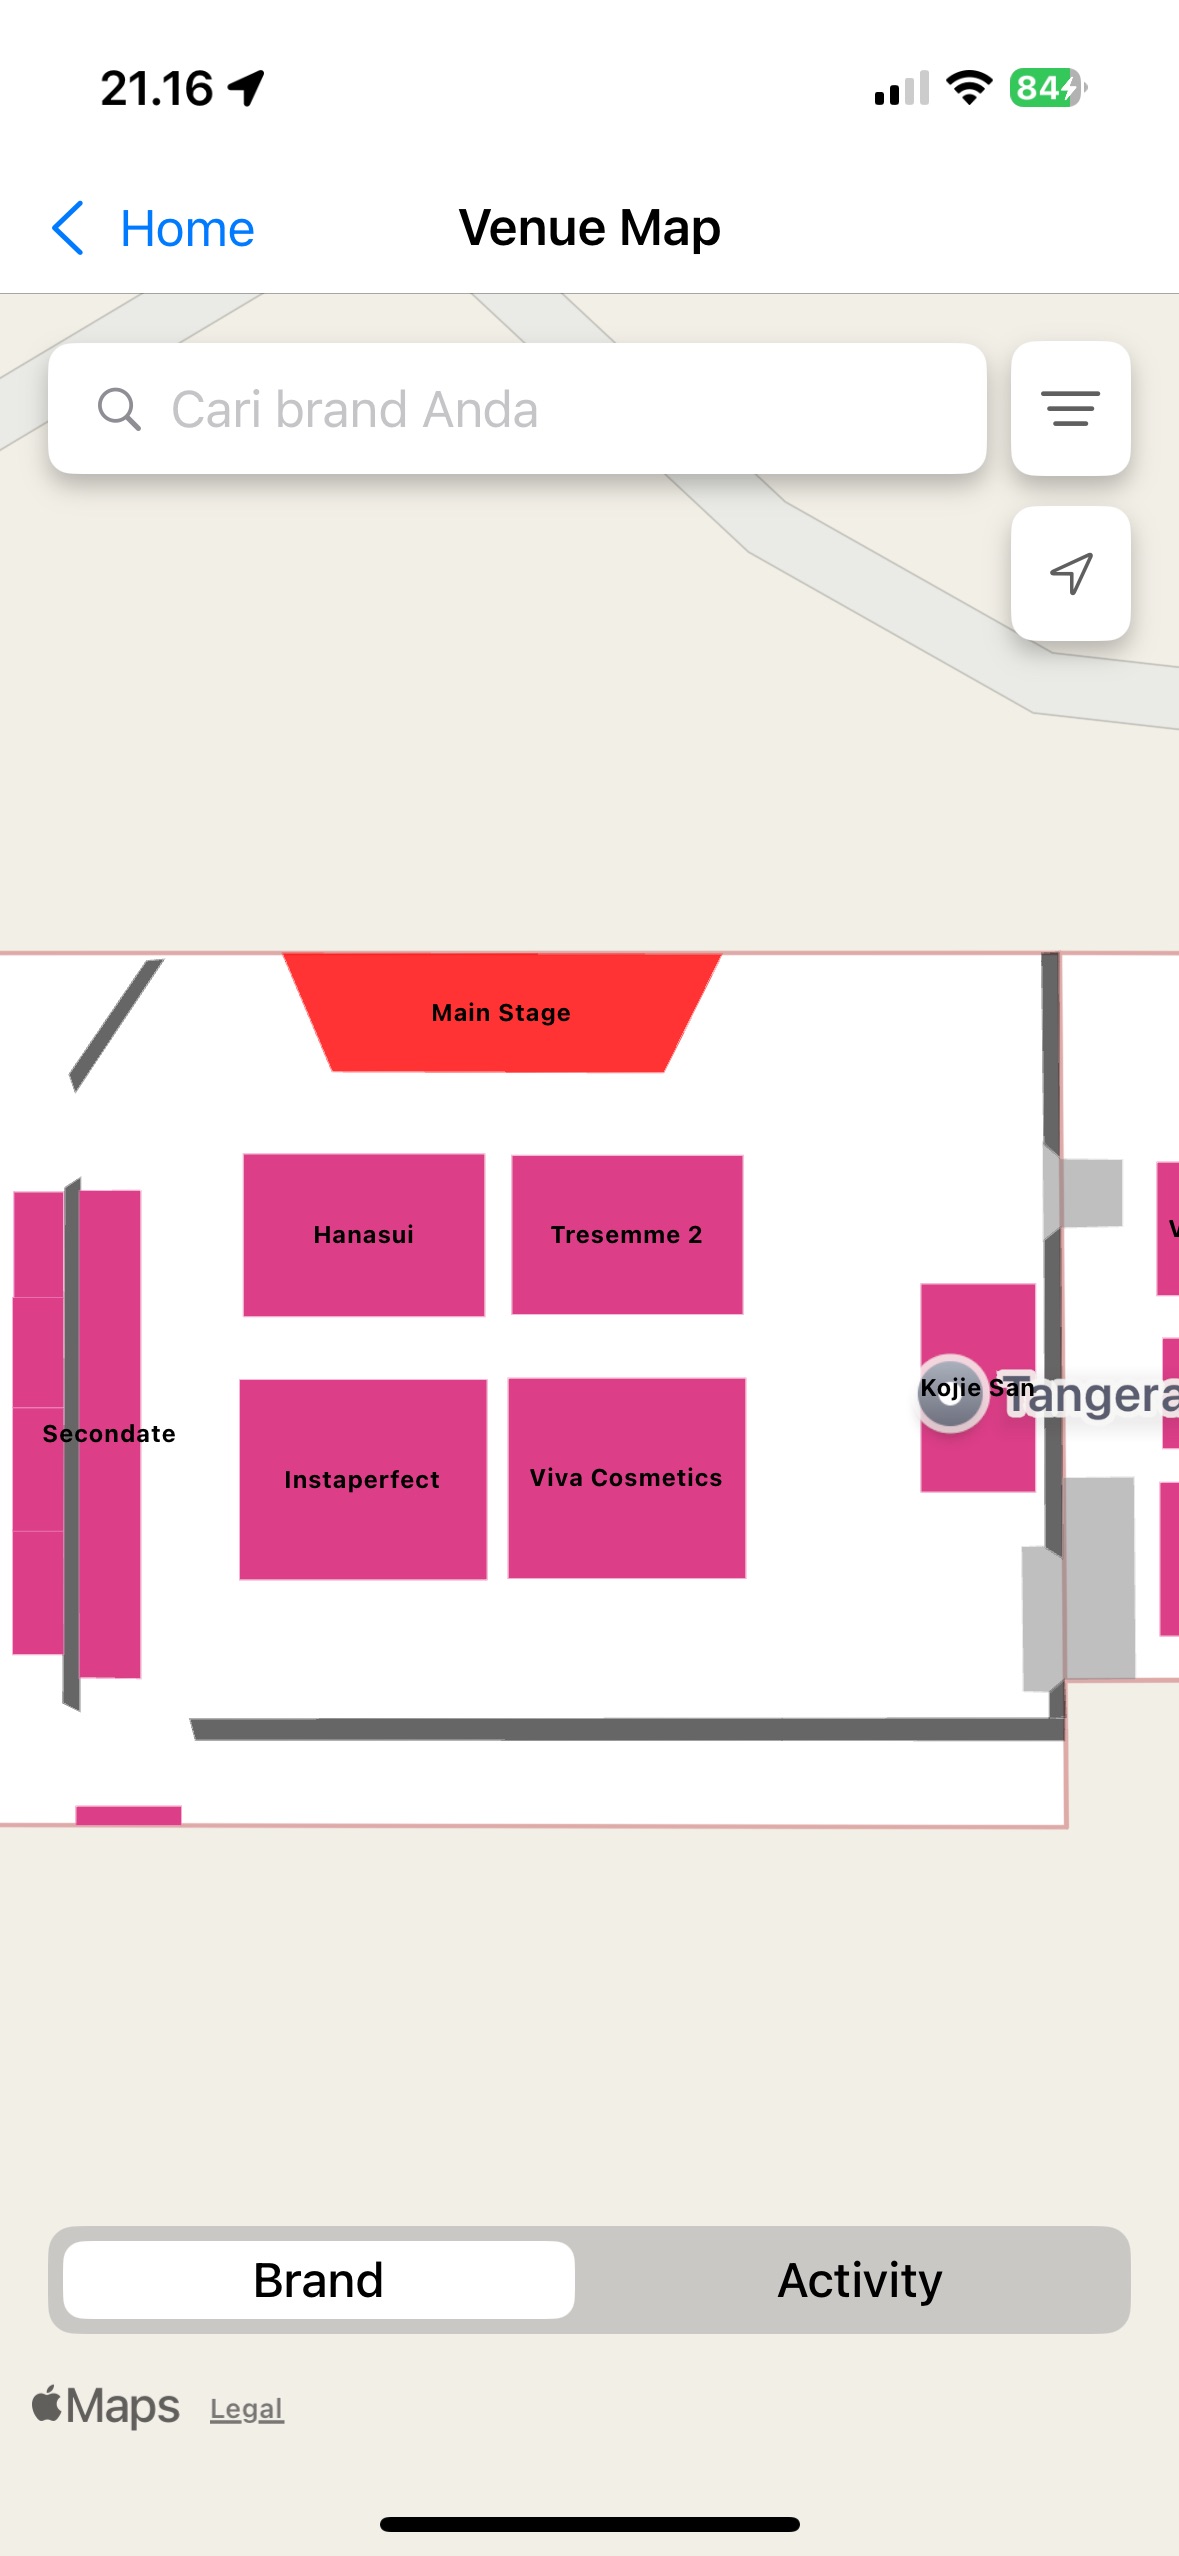 21.16
84
Home
Venue Map
Cari brand Anda
Main Stage
Hanasui
Tresemme 2
Kojie San
Tangera
Secondate
Instaperfect
Viva Cosmetics
Brand
Activity
Maps
Legal